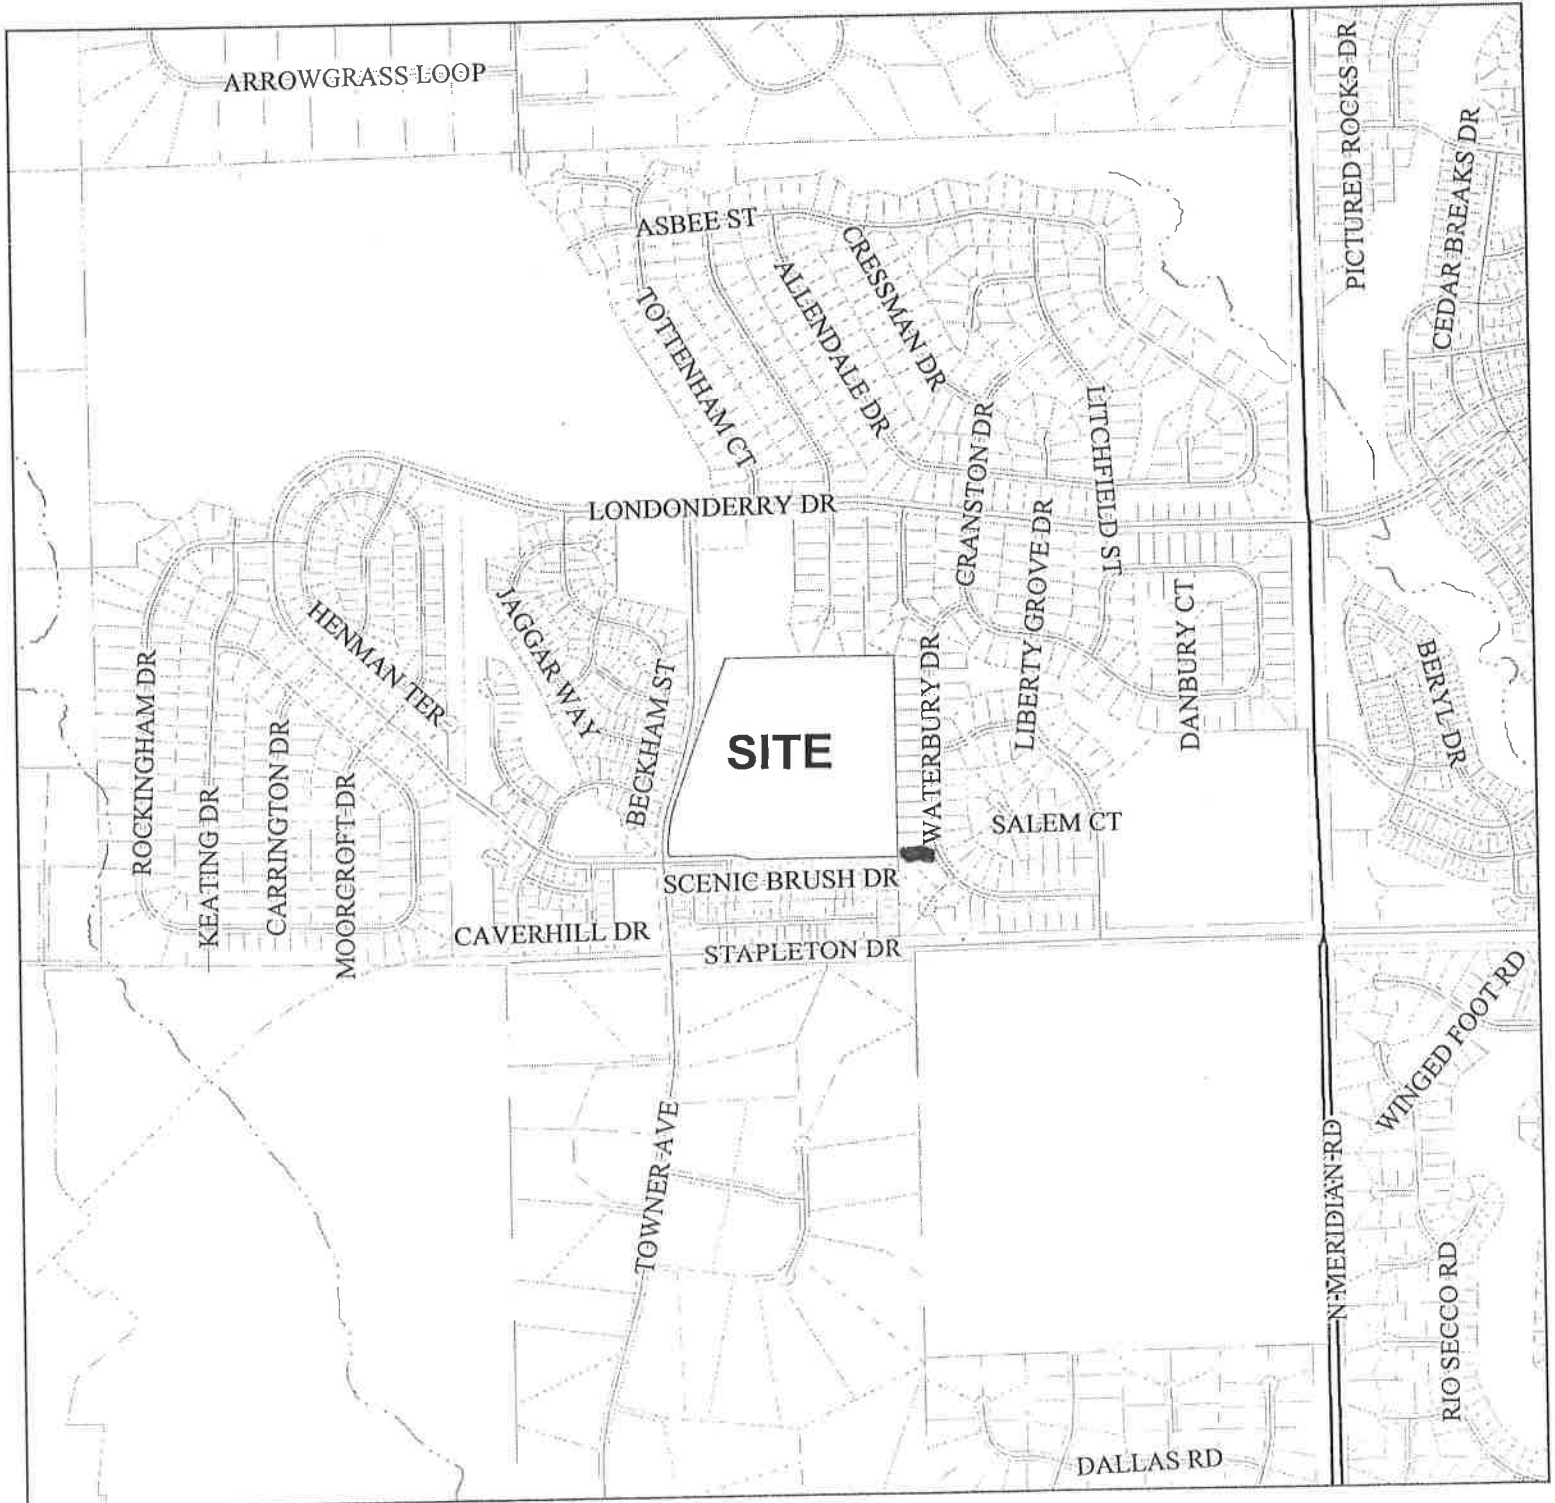 ARROWGRASS LOOP
PICTURED ROCKS DR
CEDAR BREAKS DR
ASBEE ST
CRESSMAN DR
ALLENDALE DR
TOTTENHAM CT
LONDONDERRY DR
CRANSTON DR
LITCHFIELD ST
LIBERTY GROVE DR
DANBURY CT
HENMAN TER
JAGGAR WAY
BECKHAM ST
ROCKINGHAM DR
KEATING DR
CARRINGTON DR
MOORCROFT DR
SITE
WATERBURY DR
BERYL DR
SALEM CT
SCENIC BRUSH DR
CAVERHILL DR
STAPLETON DR
WINGED FOOT RD
TOWNER AVE
N MERIDIAN RD
RIO SECCO RD
DALLAS RD